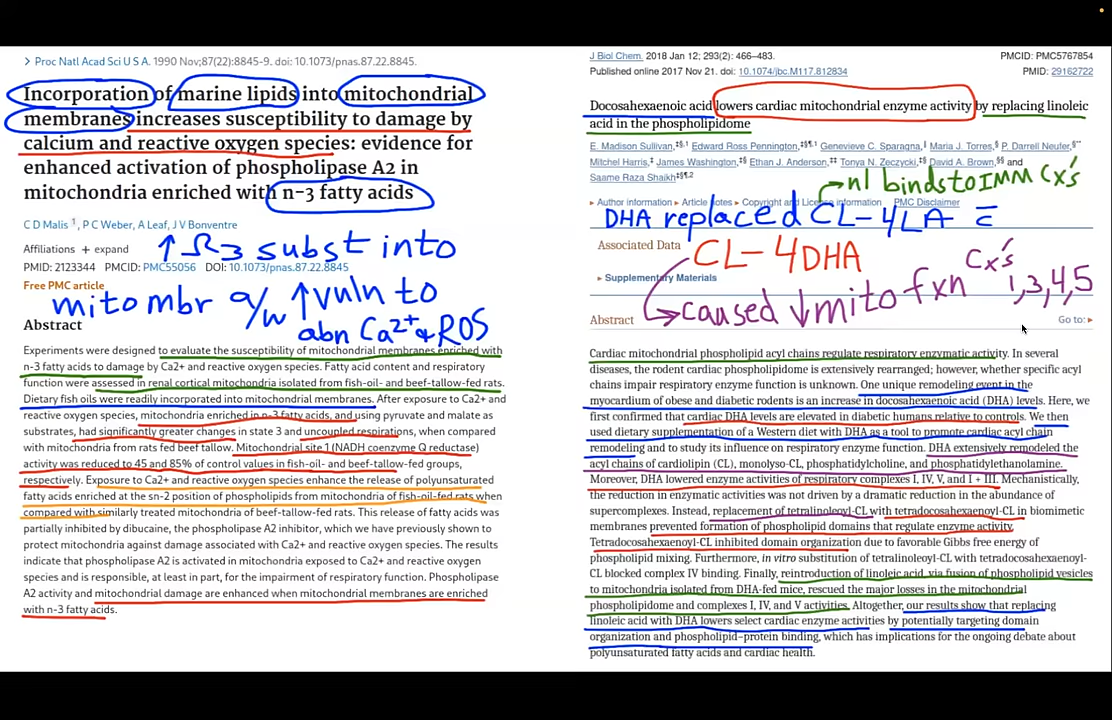 > Proc Natl Acad Sci U S A. 1990 Nov;87(22):8845-9. doi: 10.1073/pnas.87.22.8845.
Incorporation of marine lipids into mitochondrial
membranes increases susceptibility to damage by
calcium and reactive oxygen species: evidence for
enhanced activation of phospholipase A2 in
mitochondria enriched with n-3 fatty acids
C D Malis, P C Weber, A Leaf, J V Bonventre
Affiliations + expand
PMID: 2123344 PMCID: PMC55056 DOI: 10.1073/pnas.87.22.8845
Free PMC article
↑ Ω3 subst into
mito mbr a/w ↑vuln to
abn Ca2+ & ROS
Abstract
Experiments were designed to evaluate the susceptibility of mitochondrial membranes enriched with
n-3 fatty acids to damage by Ca2+ and reactive oxygen species. Fatty acid content and respiratory
function were assessed in renal cortical mitochondria isolated from fish-oil- and beef-tallow-fed rats.
Dietary fish oils were readily incorporated into mitochondrial membranes. After exposure to Ca2+ and
reactive oxygen species, mitochondria enriched in n-3 fatty acids, and using pyruvate and malate as
substrates, had significantly greater changes in state 3 and uncoupled respirations, when compared
with mitochondria from rats fed beef tallow. Mitochondrial site 1 (NADH coenzyme Q reductase)
activity was reduced to 45 and 85% of control values in fish-oil- and beef-tallow-fed groups,
respectively. Exposure to Ca2+ and reactive oxygen species enhance the release of polyunsaturated
fatty acids enriched at the sn-2 position of phospholipids from mitochondria of fish-oil-fed rats when
compared with similarly treated mitochondria of beef-tallow-fed rats. This release of fatty acids was
partially inhibited by dibucaine, the phospholipase A2 inhibitor, which we have previously shown to
protect mitochondria against damage associated with Ca2+ and reactive oxygen species. The results
indicate that phospholipase A2 is activated in mitochondria exposed to Ca2+ and reactive oxygen
species and is responsible, at least in part, for the impairment of respiratory function. Phospholipase
A2 activity and mitochondrial damage are enhanced when mitochondrial membranes are enriched
with n-3 fatty acids.
J Biol Chem. 2018 Jan 12; 293(2): 466–483.
PMCID: PMC5767854
Published online 2017 Nov 21. doi: 10.1074/jbc.M117.812834
PMID: 29162722
Docosahexaenoic acid lowers cardiac mitochondrial enzyme activity by replacing linoleic
acid in the phospholipidome
E. Madison Sullivan,‡§,1 Edward Ross Pennington,‡§¶,1 Genevieve C. Sparagna,‖ Maria J. Torres,§ P. Darrell Neufer,§**
Mitchel Harris,‡ James Washington,‡§ Ethan J. Anderson,‡‡ Tonya N. Zeczycki,‡§ David A. Brown,§§ and
Saame Raza Shaikh‡§¶,2
→ nl binds to IMM Cx's
▸ Author information ▸ Article notes ▸ Copyright and License information PMC Disclaimer
DHA replaced CL-4LA c̄
Associated Data
CL-4DHA
▸ Supplementary Materials
→ caused ↓ mito fxn Cx's 1,3,4,5
Abstract
Go to: ▸
Cardiac mitochondrial phospholipid acyl chains regulate respiratory enzymatic activity. In several
diseases, the rodent cardiac phospholipidome is extensively rearranged; however, whether specific acyl
chains impair respiratory enzyme function is unknown. One unique remodeling event in the
myocardium of obese and diabetic rodents is an increase in docosahexaenoic acid (DHA) levels. Here, we
first confirmed that cardiac DHA levels are elevated in diabetic humans relative to controls. We then
used dietary supplementation of a Western diet with DHA as a tool to promote cardiac acyl chain
remodeling and to study its influence on respiratory enzyme function. DHA extensively remodeled the
acyl chains of cardiolipin (CL), monolyso-CL, phosphatidylcholine, and phosphatidylethanolamine.
Moreover, DHA lowered enzyme activities of respiratory complexes I, IV, V, and I + III. Mechanistically,
the reduction in enzymatic activities was not driven by a dramatic reduction in the abundance of
supercomplexes. Instead, replacement of tetralinoleoyl-CL with tetradocosahexaenoyl-CL in biomimetic
membranes prevented formation of phospholipid domains that regulate enzyme activity.
Tetradocosahexaenoyl-CL inhibited domain organization due to favorable Gibbs free energy of
phospholipid mixing. Furthermore, in vitro substitution of tetralinoleoyl-CL with tetradocosahexaenoyl-
CL blocked complex IV binding. Finally, reintroduction of linoleic acid, via fusion of phospholipid vesicles
to mitochondria isolated from DHA-fed mice, rescued the major losses in the mitochondrial
phospholipidome and complexes I, IV, and V activities. Altogether, our results show that replacing
linoleic acid with DHA lowers select cardiac enzyme activities by potentially targeting domain
organization and phospholipid–protein binding, which has implications for the ongoing debate about
polyunsaturated fatty acids and cardiac health.